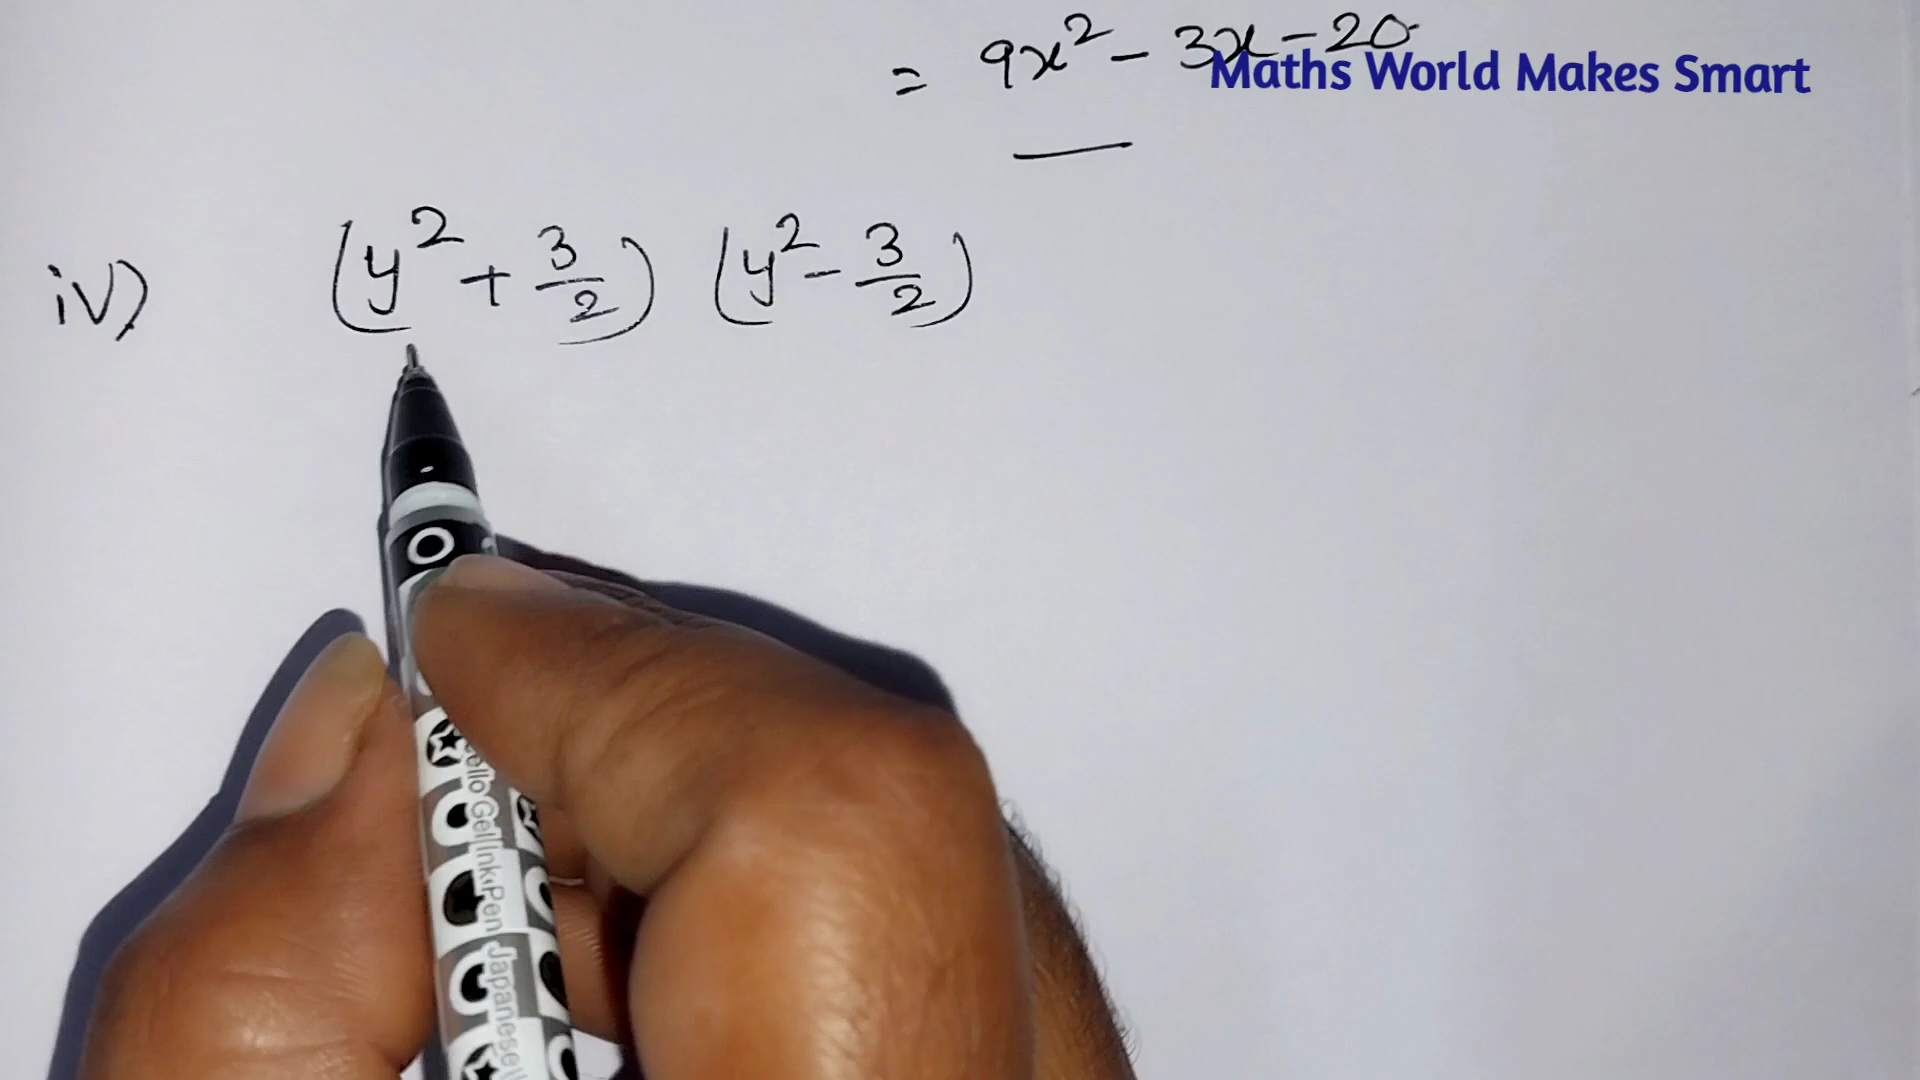 = 9x² - 3x - 20
Maths World Makes Smart
iv) (y² + 3/2) (y² - 3/2)
Cello Gel Ink Pen Japanese